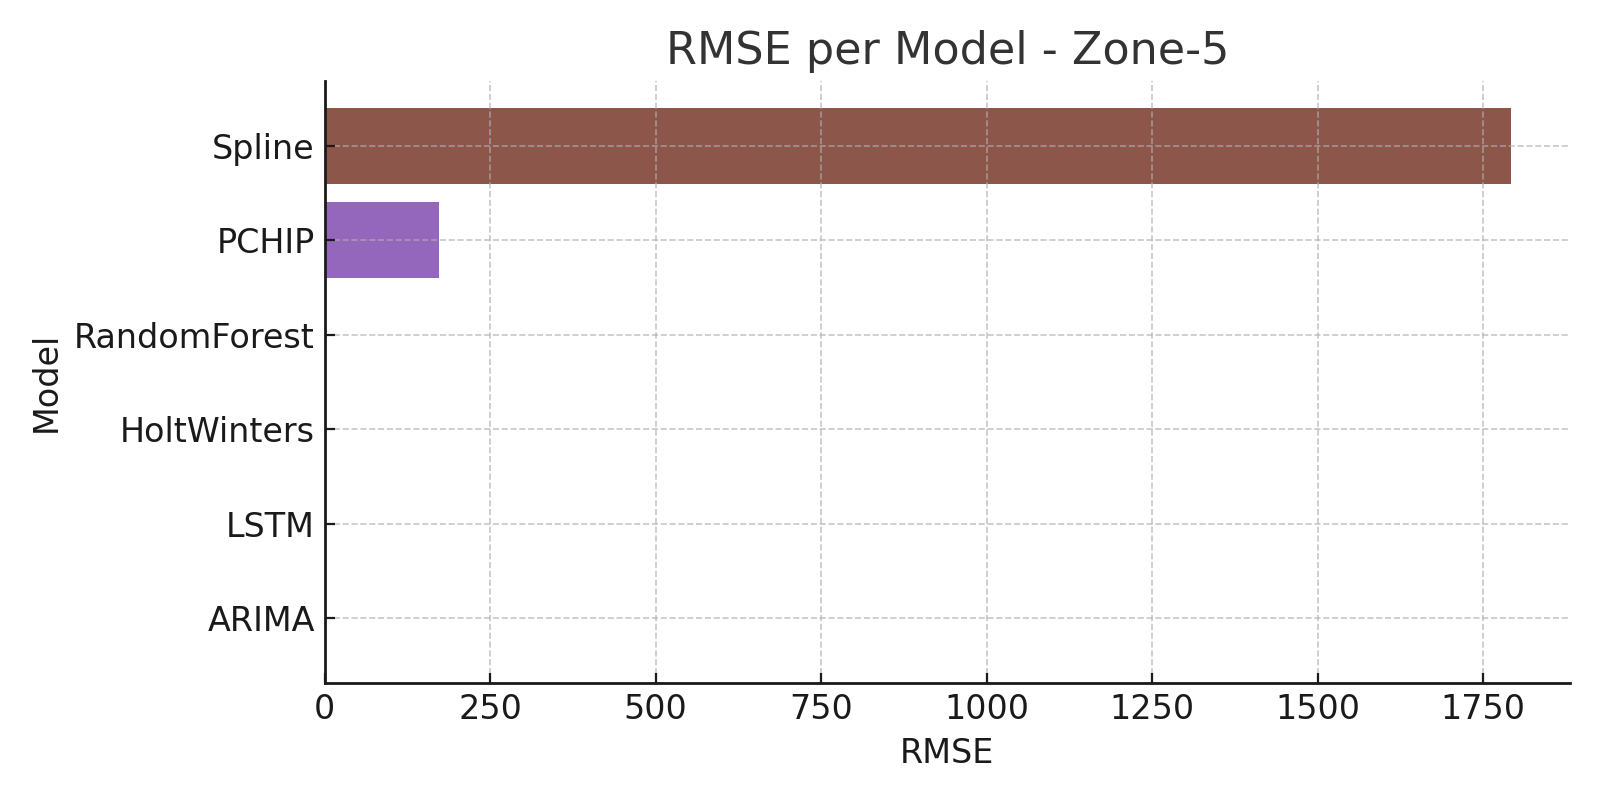 RMSE per Model - Zone-5
Spline
PCHIP
RandomForest
HoltWinters
LSTM
ARIMA
Model
0 250 500 750 1000 1250 1500 1750
RMSE